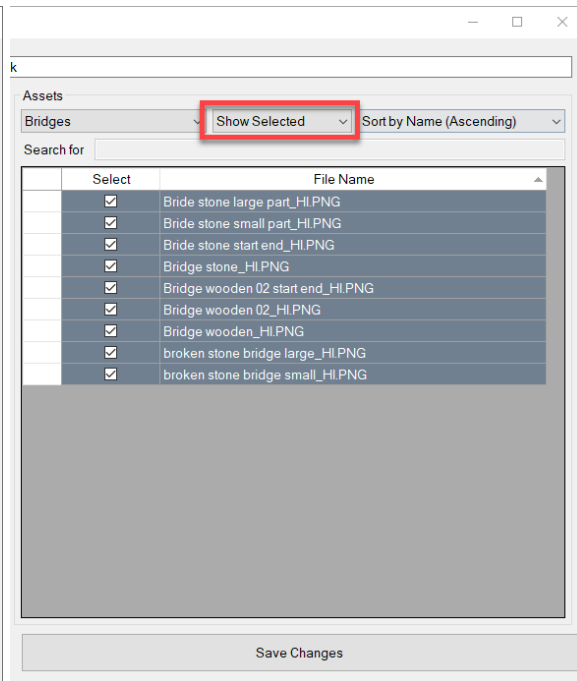 k
Assets
Bridges Show Selected Sort by Name (Ascending)
Search for
Select File Name
Bride stone large part_HI.PNG
Bride stone small part_HI.PNG
Bride stone start end_HI.PNG
Bridge stone_HI.PNG
Bridge wooden 02 start end_HI.PNG
Bridge wooden 02_HI.PNG
Bridge wooden_HI.PNG
broken stone bridge large_HI.PNG
broken stone bridge small_HI.PNG
Save Changes